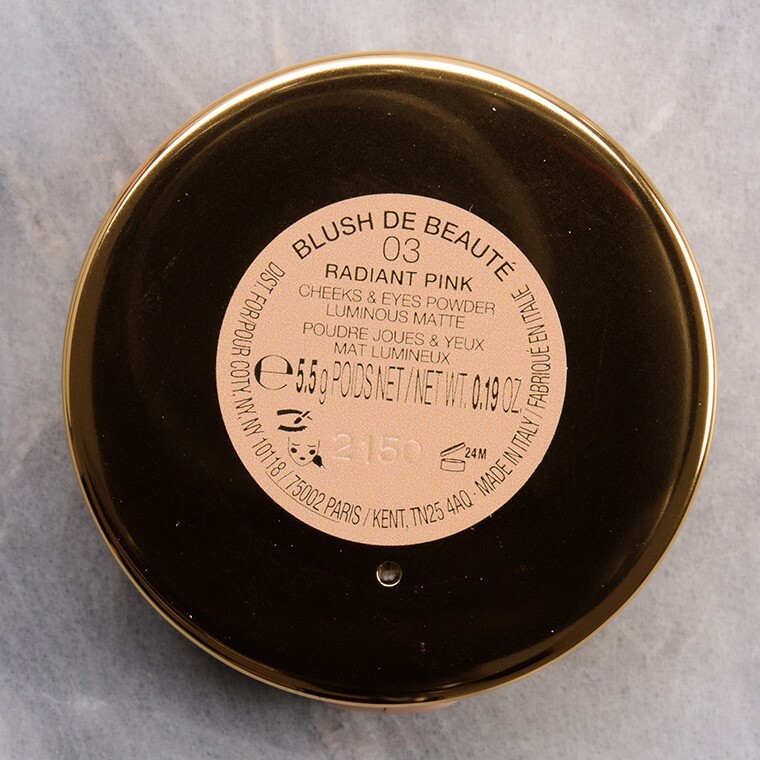 BLUSH DE BEAUTÉ
03
RADIANT PINK
CHEEKS & EYES POWDER
LUMINOUS MATTE
POUDRE JOUES & YEUX
MAT LUMINEUX
℮ 5.5g POIDS NET / NET WT. 0.19 OZ.
2150
24M
DIST. FOR/POUR COTY, NY, NY 10118 / 75002 PARIS / KENT, TN25 4AQ · MADE IN ITALY / FABRIQUÉ EN ITALIE